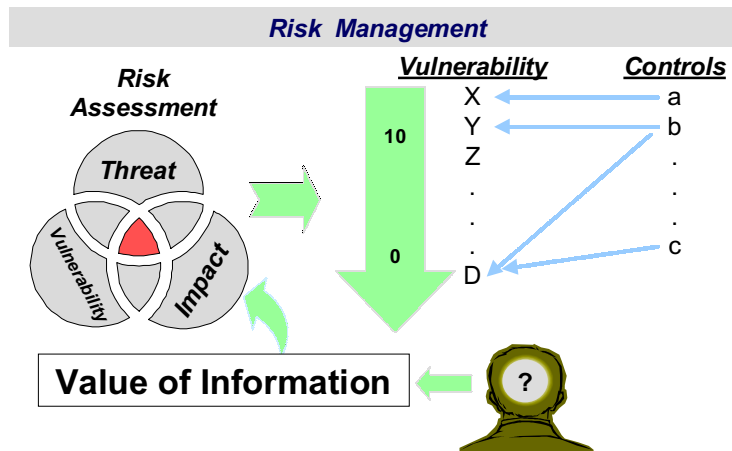 Risk Management
Risk
Assessment
Threat
Vulnerability
Impact
10
0
Vulnerability
X
Y
Z
.
.
.
D
Controls
a
b
.
.
.
c
Value of Information
?